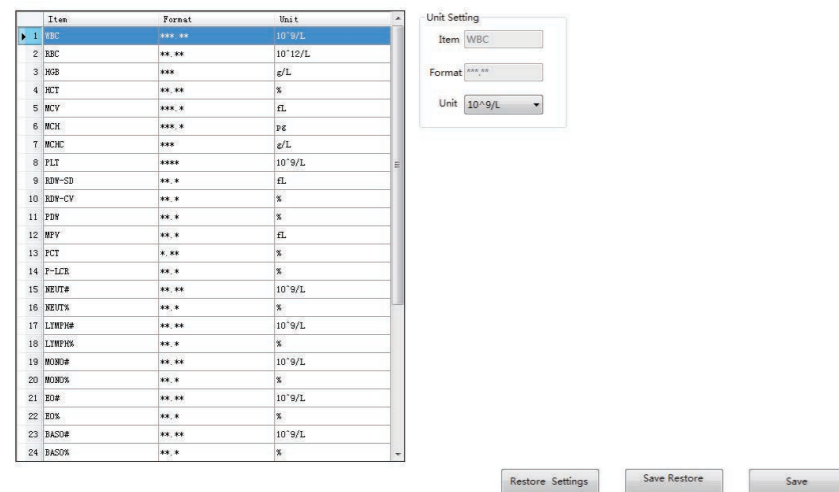 Item Format Unit
1 WBC ***.** 10^9/L
2 RBC **.** 10^12/L
3 HGB *** g/L
4 HCT **.** %
5 MCV ***.* fL
6 MCH ***.* pg
7 MCHC *** g/L
8 PLT **** 10^9/L
9 RDW-SD **.* fL
10 RDW-CV **.* %
11 PDW **.* %
12 MPV **.* fL
13 PCT *.** %
14 P-LCR **.* %
15 NEUT# **.** 10^9/L
16 NEUT% **.* %
17 LYMPH# **.** 10^9/L
18 LYMPH% **.* %
19 MONO# **.** 10^9/L
20 MONO% **.* %
21 EO# **.** 10^9/L
22 EO% **.* %
23 BASO# **.** 10^9/L
24 BASO% **.* %
Unit Setting
Item WBC
Format ***.**
Unit 10^9/L
Restore Settings Save Restore Save